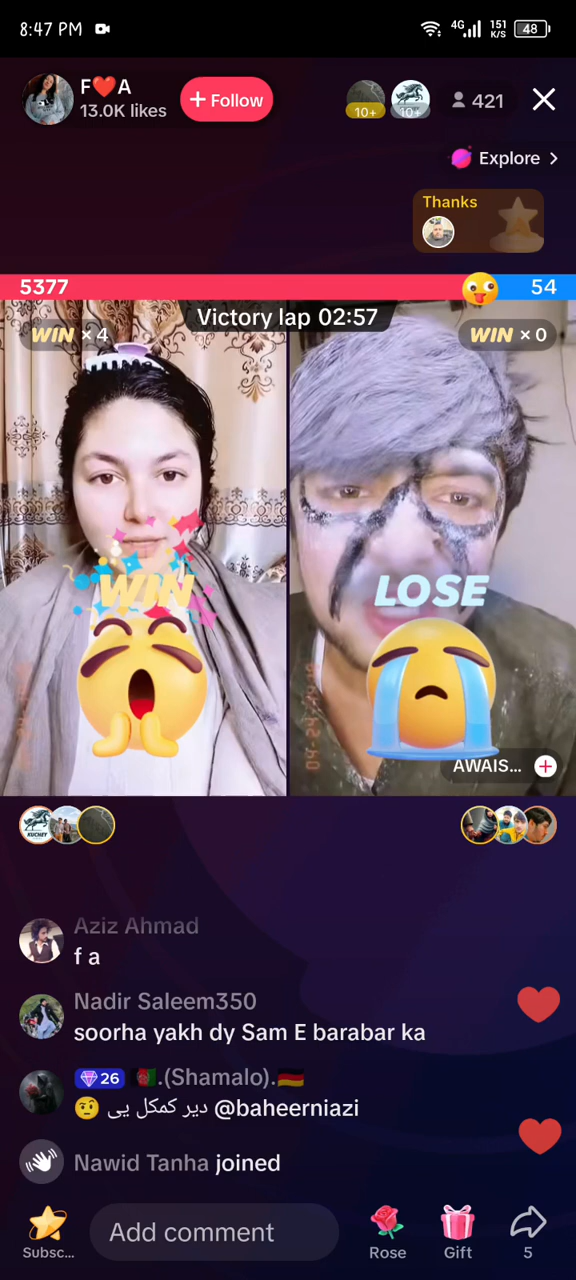 8:47 PM
4G
151
K/S
48
F❤️A
13.0K likes
+ Follow
10+
10+
421
Explore >
Thanks
5377
54
Victory lap 02:57
WIN × 4
WIN × 0
WIN
LOSE
AWAIS...
KUCHEY
Aziz Ahmad
f a
Nadir Saleem350
soorha yakh dy Sam E barabar ka
26 🇦🇫.(Shamalo).🇩🇪
🤨 دیر کمکل یی @baheerniazi
Nawid Tanha joined
Subsc...
Add comment
Rose
Gift
5